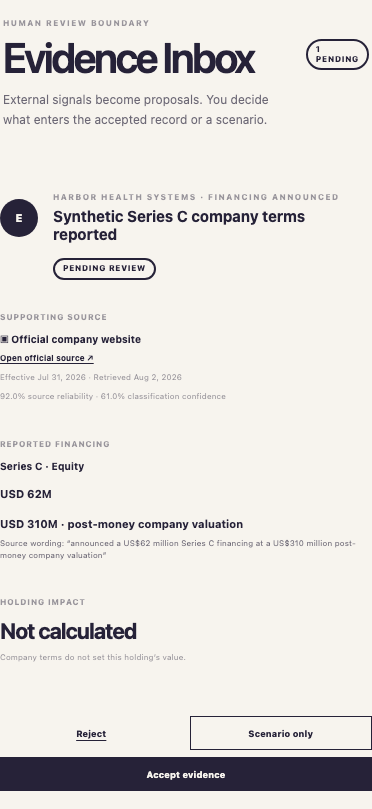 HUMAN REVIEW BOUNDARY
Evidence Inbox
1
PENDING
External signals become proposals. You decide
what enters the accepted record or a scenario.
E
HARBOR HEALTH SYSTEMS · FINANCING ANNOUNCED
Synthetic Series C company terms
reported
PENDING REVIEW
SUPPORTING SOURCE
▣ Official company website
Open official source ↗
Effective Jul 31, 2026 · Retrieved Aug 2, 2026
92.0% source reliability · 61.0% classification confidence
REPORTED FINANCING
Series C · Equity
USD 62M
USD 310M · post-money company valuation
Source wording: “announced a US$62 million Series C financing at a US$310 million post-
money company valuation”
HOLDING IMPACT
Not calculated
Company terms do not set this holding's value.
Reject
Scenario only
Accept evidence